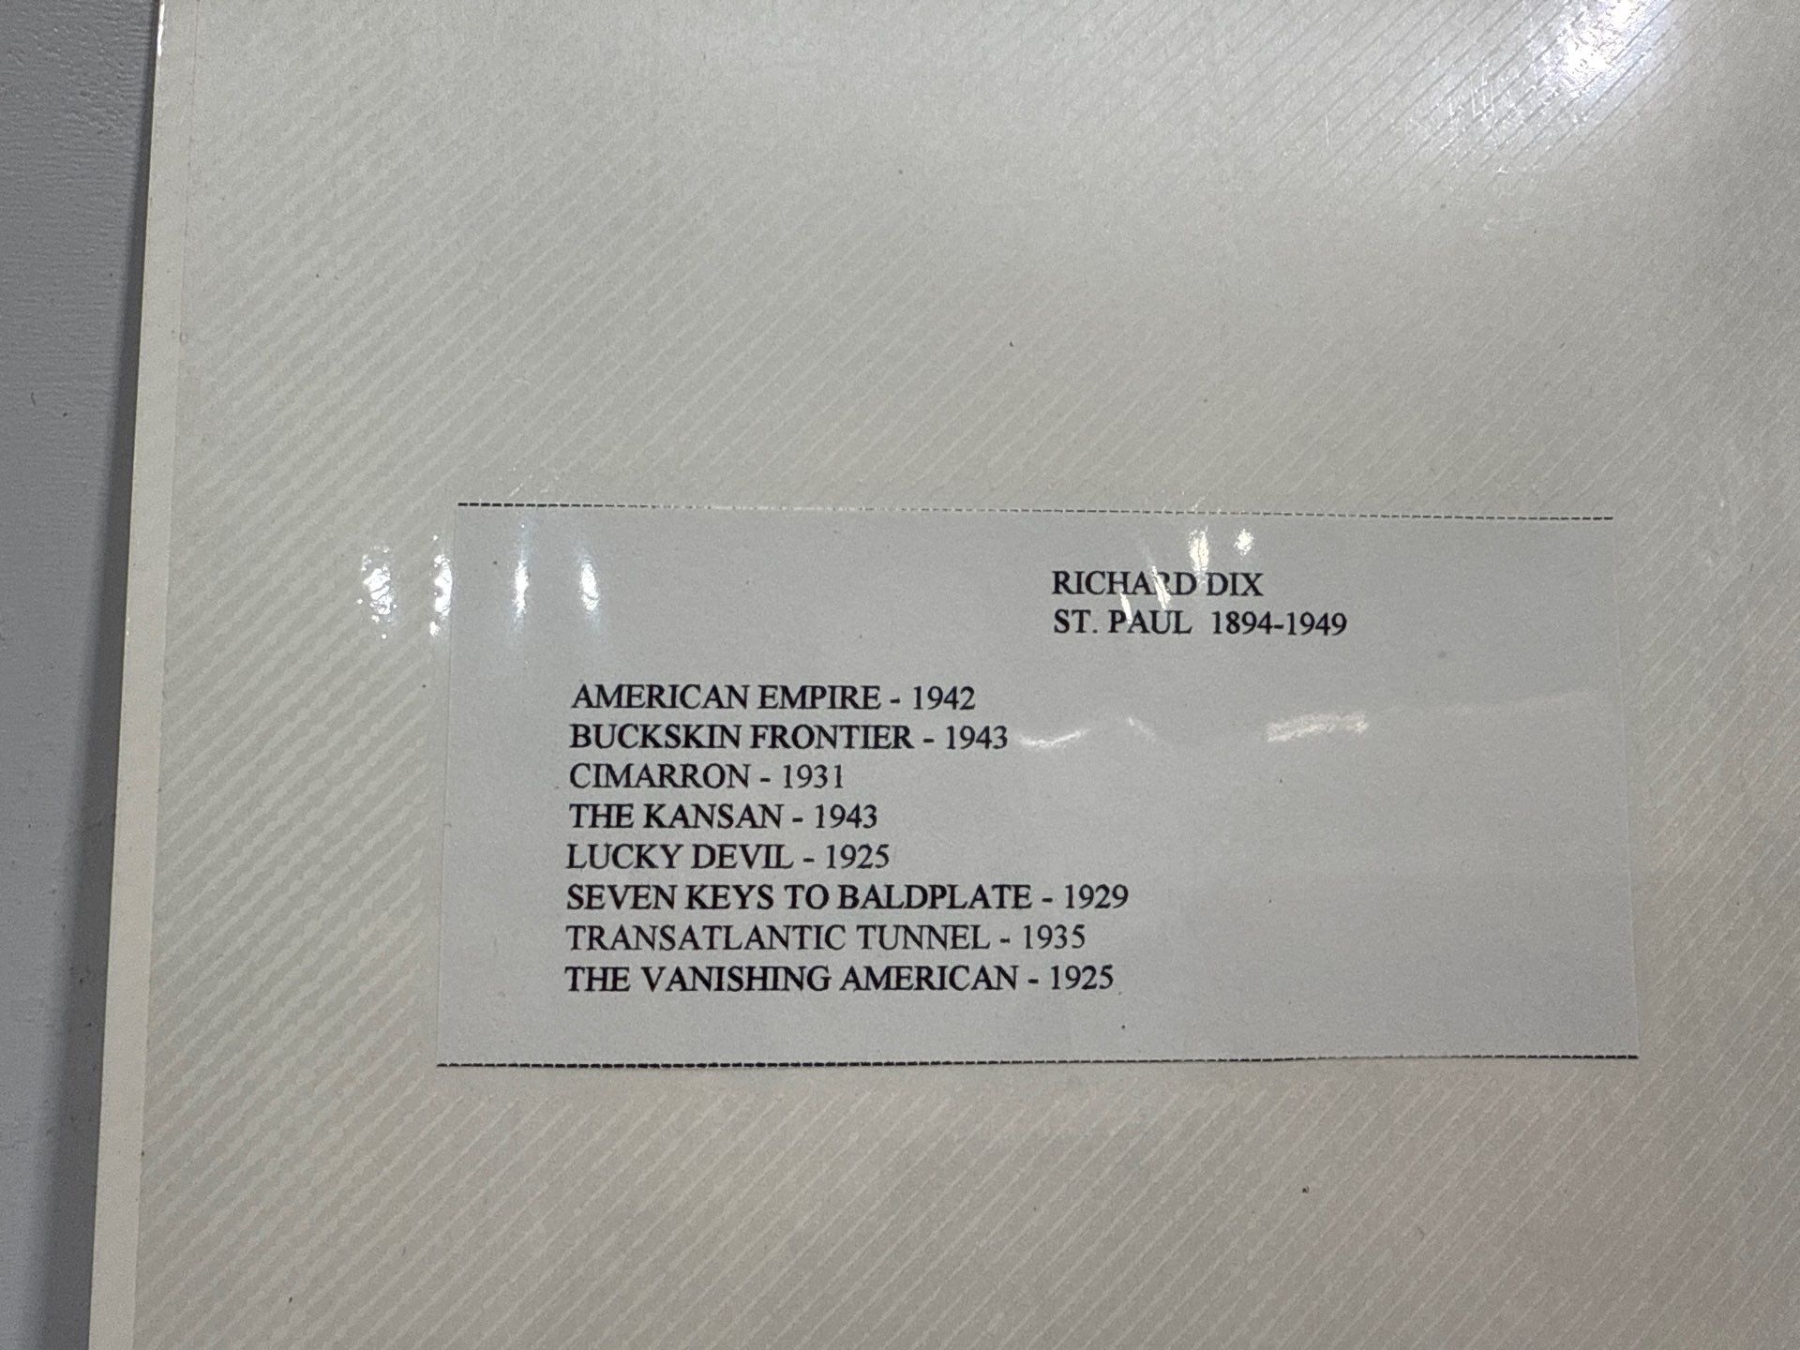 RICHARD DIX
ST. PAUL 1894-1949
AMERICAN EMPIRE - 1942
BUCKSKIN FRONTIER - 1943
CIMARRON - 1931
THE KANSAN - 1943
LUCKY DEVIL - 1925
SEVEN KEYS TO BALDPLATE - 1929
TRANSATLANTIC TUNNEL - 1935
THE VANISHING AMERICAN - 1925